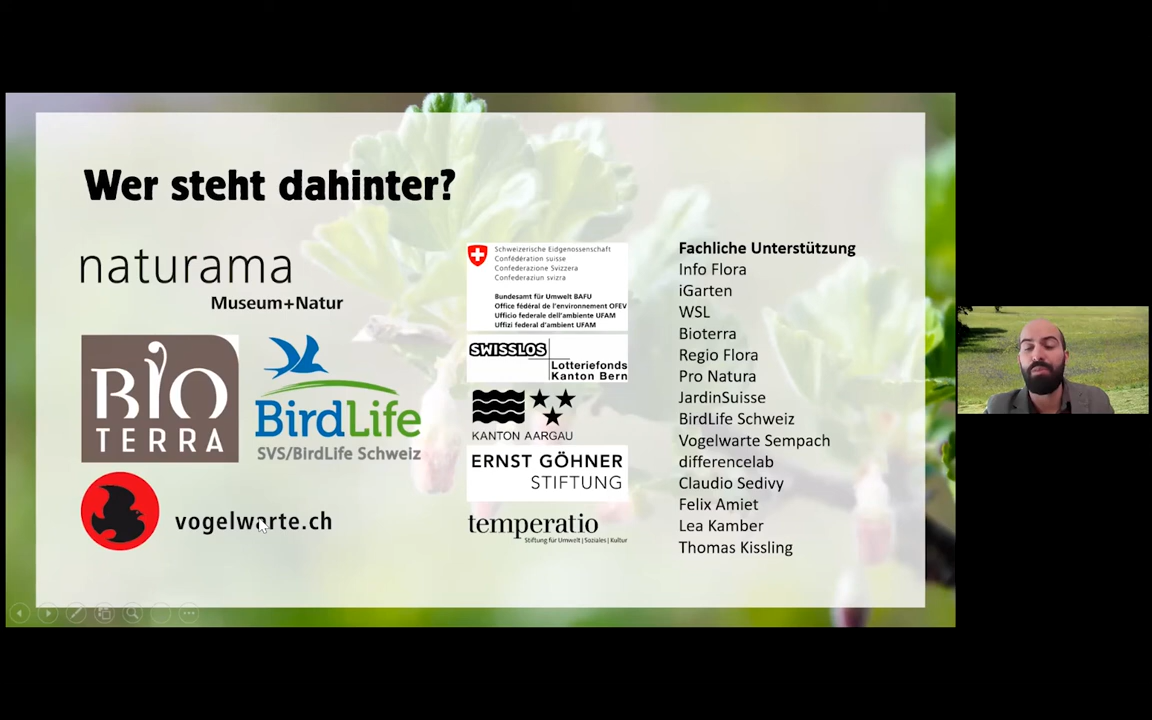 Wer steht dahinter?
naturama
Museum+Natur
BIO
TERRA
BirdLife
SVS/BirdLife Schweiz
vogelwarte.ch
Schweizerische Eidgenossenschaft
Confédération suisse
Confederazione Svizzera
Confederaziun svizra
Bundesamt für Umwelt BAFU
Office fédéral de l'environnement OFEV
Ufficio federale dell'ambiente UFAM
Uffizi federal d'ambient UFAM
SWISSLOS
Lotteriefonds
Kanton Bern
KANTON AARGAU
ERNST GÖHNER
STIFTUNG
temperatio
Stiftung für Umwelt | Soziales | Kultur
Fachliche Unterstützung
Info Flora
iGarten
WSL
Bioterra
Regio Flora
Pro Natura
JardinSuisse
BirdLife Schweiz
Vogelwarte Sempach
differencelab
Claudio Sedivy
Felix Amiet
Lea Kamber
Thomas Kissling